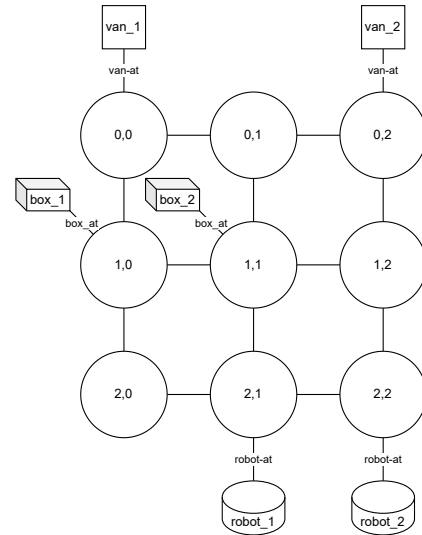 van_1
van_2
van-at
van-at
0,0
0,1
0,2
box_1
box_2
box_at
box_at
1,0
1,1
1,2
2,0
2,1
2,2
robot-at
robot-at
robot_1
robot_2